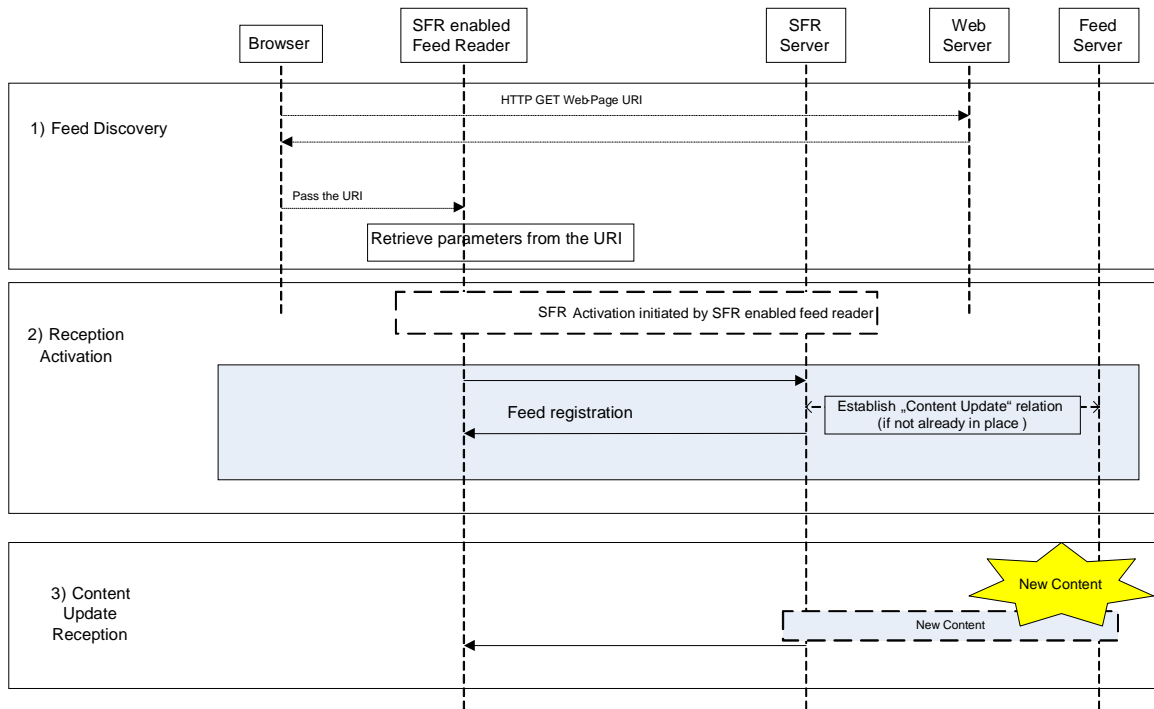 Browser
SFR enabled
Feed Reader
SFR
Server
Web
Server
Feed
Server
HTTP GET Web-Page URI
1) Feed Discovery
Pass the URI
Retrieve parameters from the URI
SFR Activation initiated by SFR enabled feed reader
2) Reception
Activation
Feed registration
Establish „Content Update“ relation
(if not already in place )
3) Content
Update
Reception
New Content
New Content